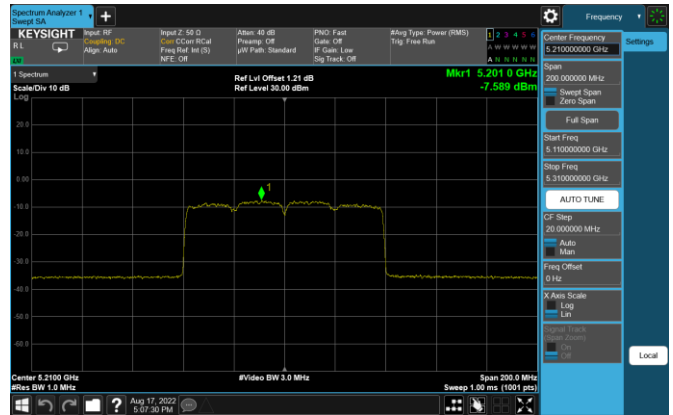 Spectrum Analyzer 1
Swept SA
Frequency
KEYSIGHT
RL
LV
Input: RF
Coupling: DC
Align: Auto
Input Z: 50 Ω
Corr CCorr RCal
Freq Ref: Int (S)
NFE: Off
Atten: 40 dB
Preamp: Off
µW Path: Standard
PNO: Fast
Gate: Off
IF Gain: Low
Sig Track: Off
#Avg Type: Power (RMS)
Trig: Free Run
1 2 3 4 5 6
A W W W W W
A N N N N N
1 Spectrum
Scale/Div 10 dB
Log
Ref Lvl Offset 1.21 dB
Ref Level 30.00 dBm
Mkr1 5.201 0 GHz
-7.589 dBm
20.0
10.0
0.00
-10.0
-20.0
-30.0
-40.0
-50.0
-60.0
1
Center 5.2100 GHz
#Res BW 1.0 MHz
#Video BW 3.0 MHz
Span 200.0 MHz
Sweep 1.00 ms (1001 pts)
Center Frequency
5.210000000 GHz
Settings
Span
200.000000 MHz
Swept Span
Zero Span
Full Span
Start Freq
5.110000000 GHz
Stop Freq
5.310000000 GHz
AUTO TUNE
CF Step
20.000000 MHz
Auto
Man
Freq Offset
0 Hz
X Axis Scale
Log
Lin
Signal Track
(Span Zoom)
On
Off
Local
?
Aug 17, 2022
5:07:30 PM